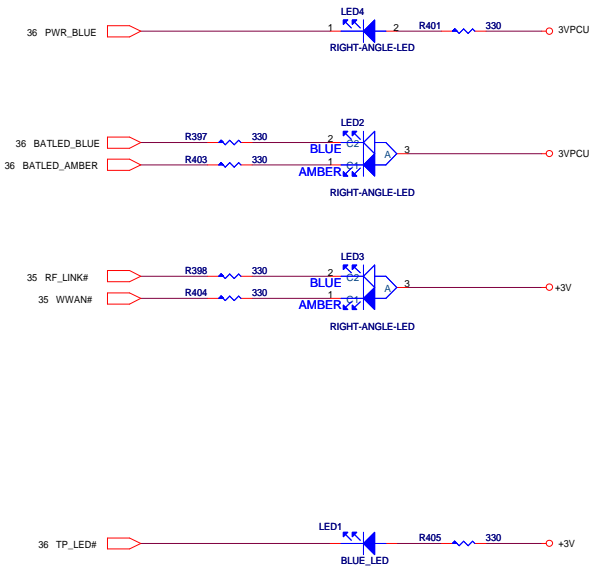 LED4
36 PWR_BLUE 1 2 R401 330 3VPCU
RIGHT-ANGLE-LED
LED2
36 BATLED_BLUE R397 330 2 C2
BLUE
A 3 3VPCU
36 BATLED_AMBER R403 330 1 C1
AMBER
RIGHT-ANGLE-LED
LED3
35 RF_LINK# R398 330 2 C2
BLUE
A 3 +3V
35 WWAN# R404 330 1 C1
AMBER
RIGHT-ANGLE-LED
LED1
36 TP_LED# R405 330 +3V
BLUE_LED